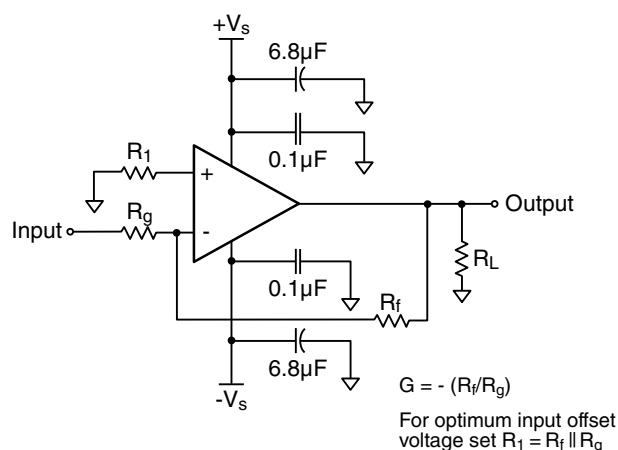 +Vs
6.8µF
0.1µF
R1
+
Rg
Input
-
Output
RL
0.1µF
Rf
6.8µF
-Vs
G = - (Rf/Rg)
For optimum input offset
voltage set R1 = Rf || Rg